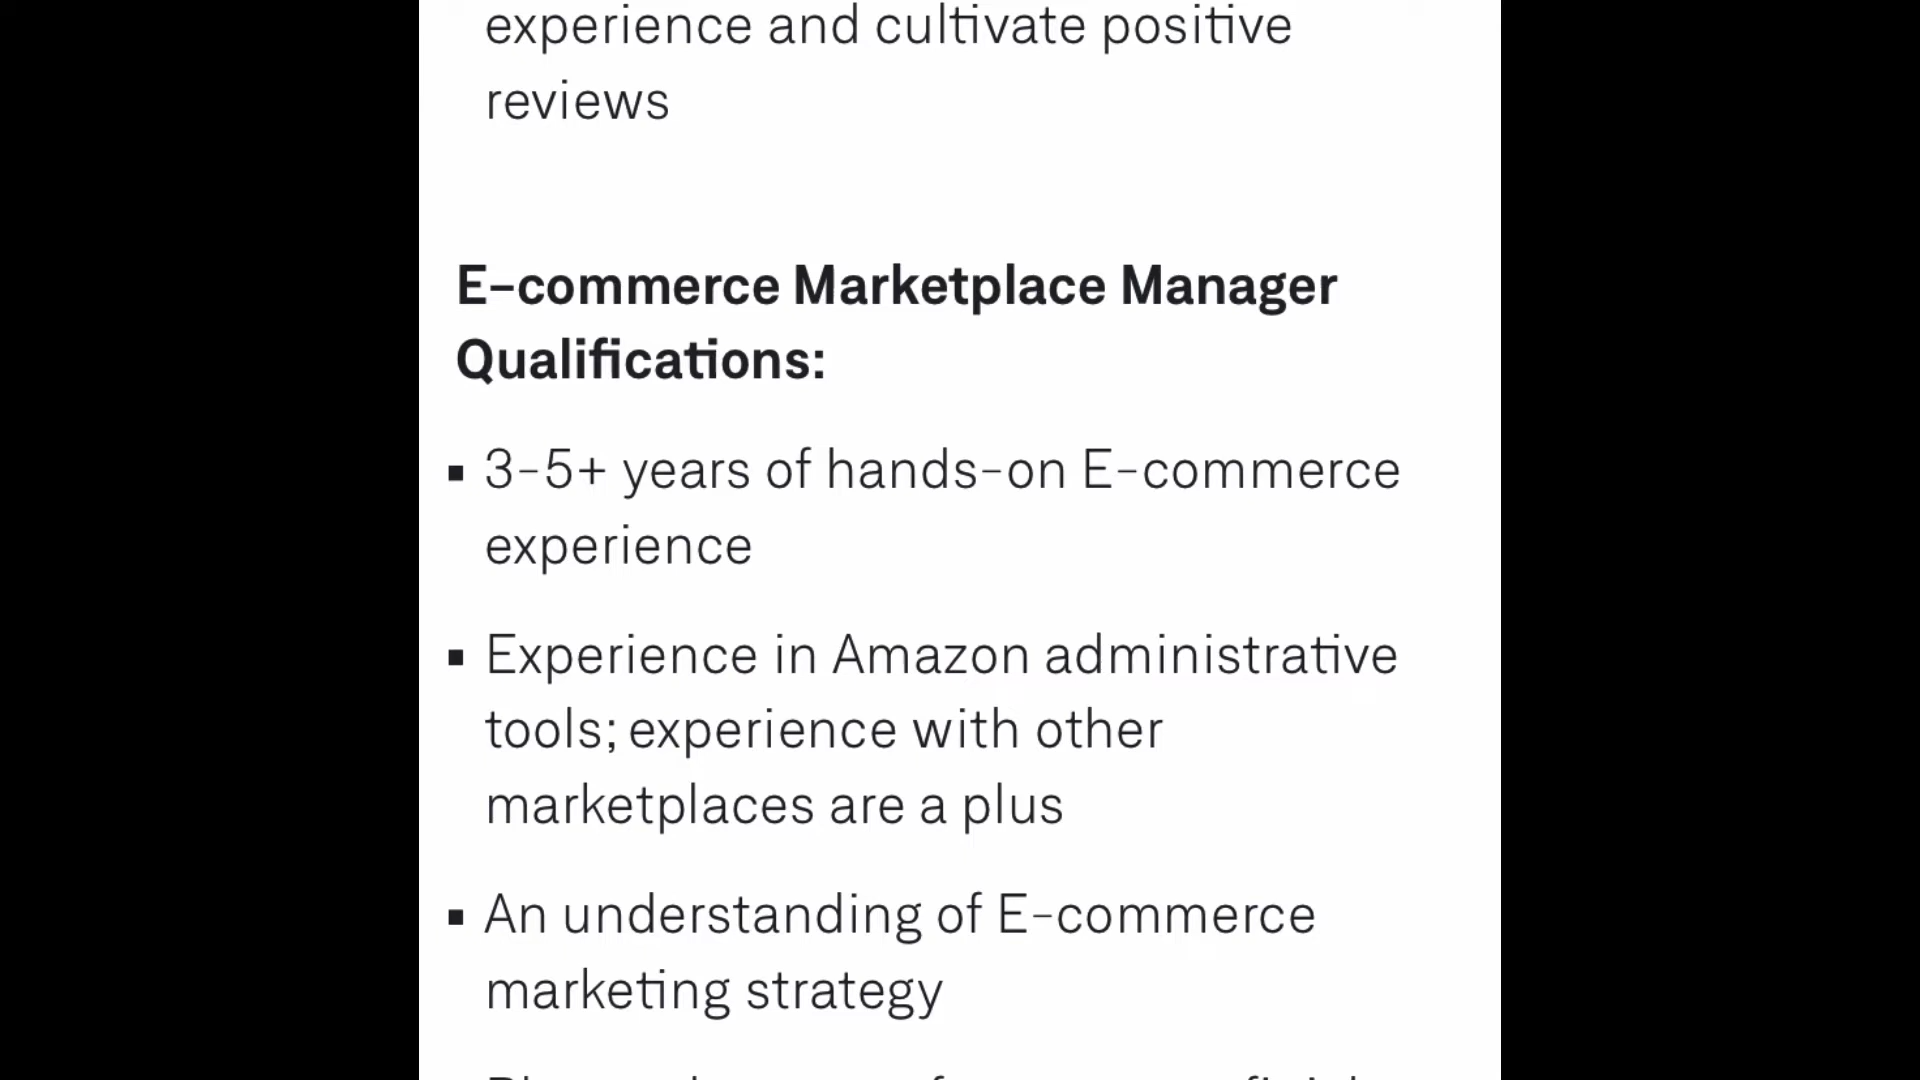 experience and cultivate positive
reviews
E-commerce Marketplace Manager
Qualifications:
▪ 3-5+ years of hands-on E-commerce
experience
▪ Experience in Amazon administrative
tools; experience with other
marketplaces are a plus
▪ An understanding of E-commerce
marketing strategy